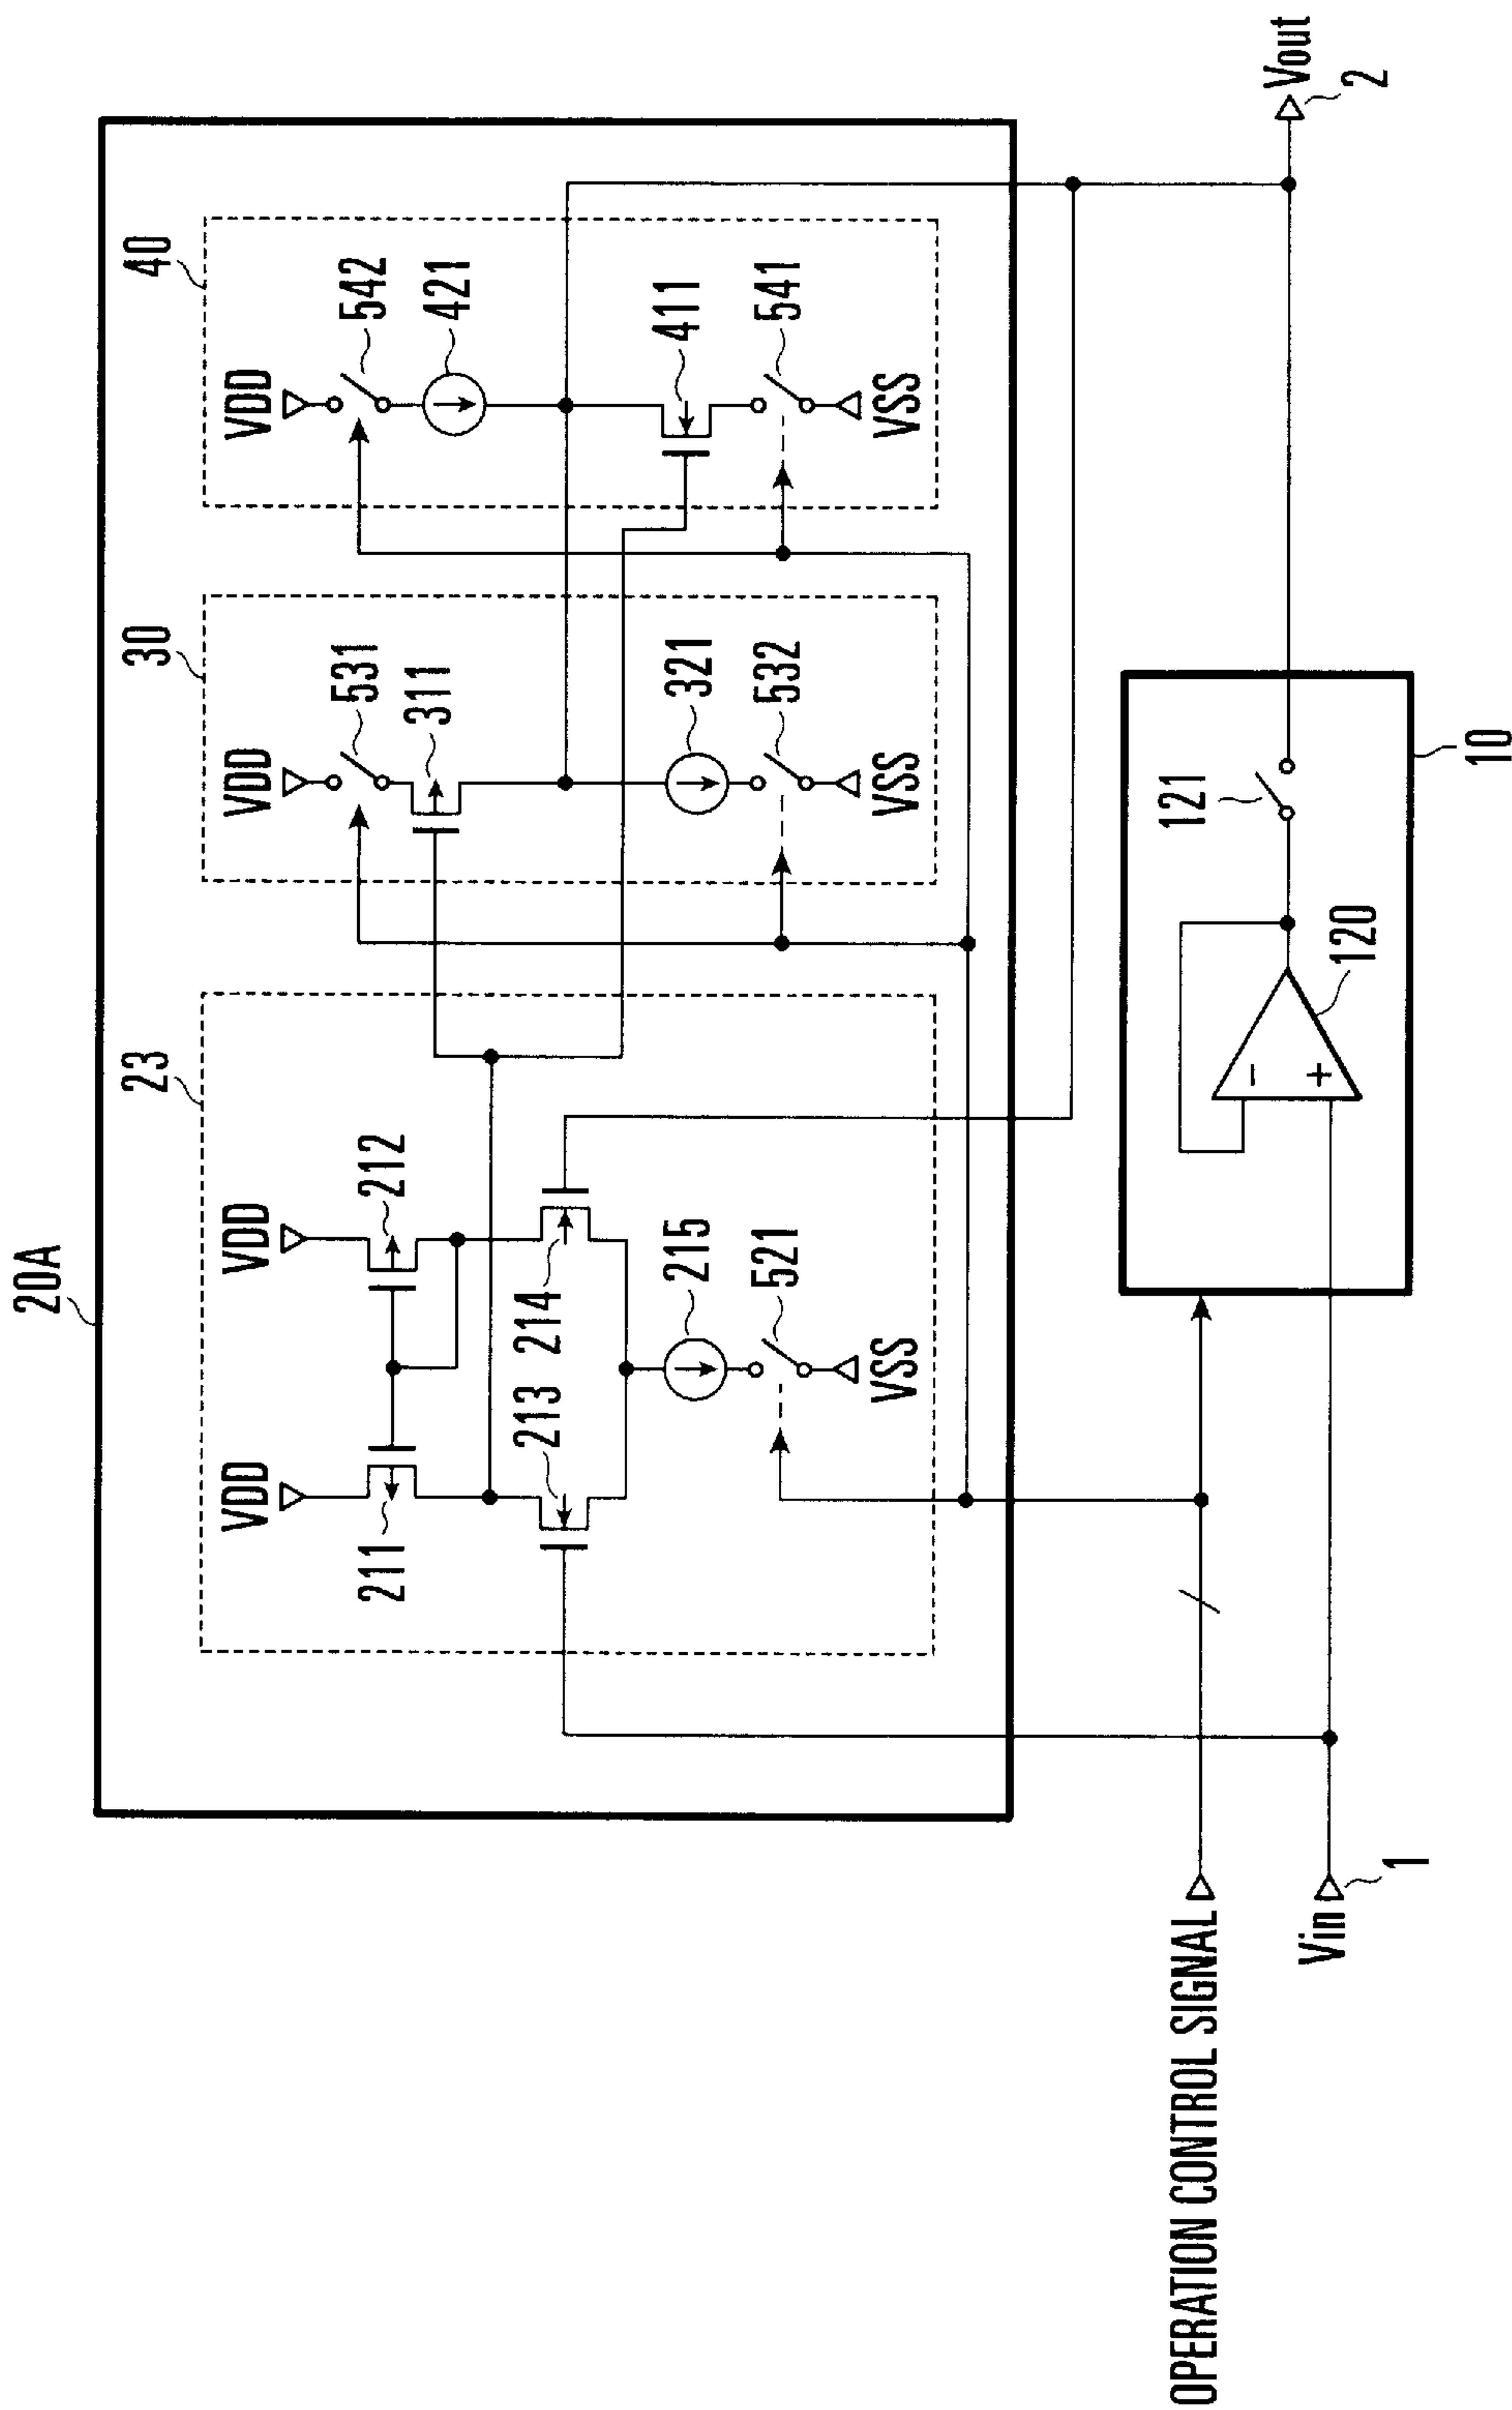 20A
23
30
40
VDD
VDD
VDD
VDD
211
212
531
542
311
421
213
214
215
321
411
521
532
541
VSS
VSS
VSS
OPERATION CONTROL SIGNAL
Vin
1
121
-
+
120
10
Vout
2